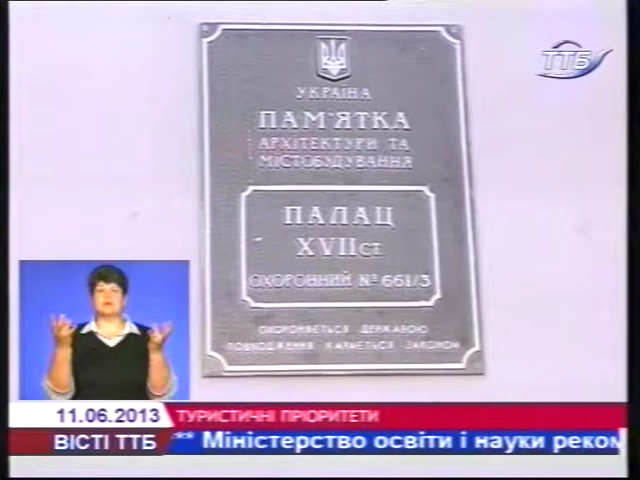 ТТБ
УКРАЇНА
ПАМ'ЯТКА
АРХІТЕКТУРИ ТА
МІСТОБУДУВАННЯ
ПАЛАЦ
XVIIст
ОХОРОННИЙ № 661/3
ОХОРОНЯЄТЬСЯ ДЕРЖАВОЮ
ПОШКОДЖЕННЯ КАРАЄТЬСЯ ЗАКОНОМ
11.06.2013 ТУРИСТИЧНІ ПРІОРИТЕТИ
ВІСТІ ТТБ ** Міністерство освіти і науки реком